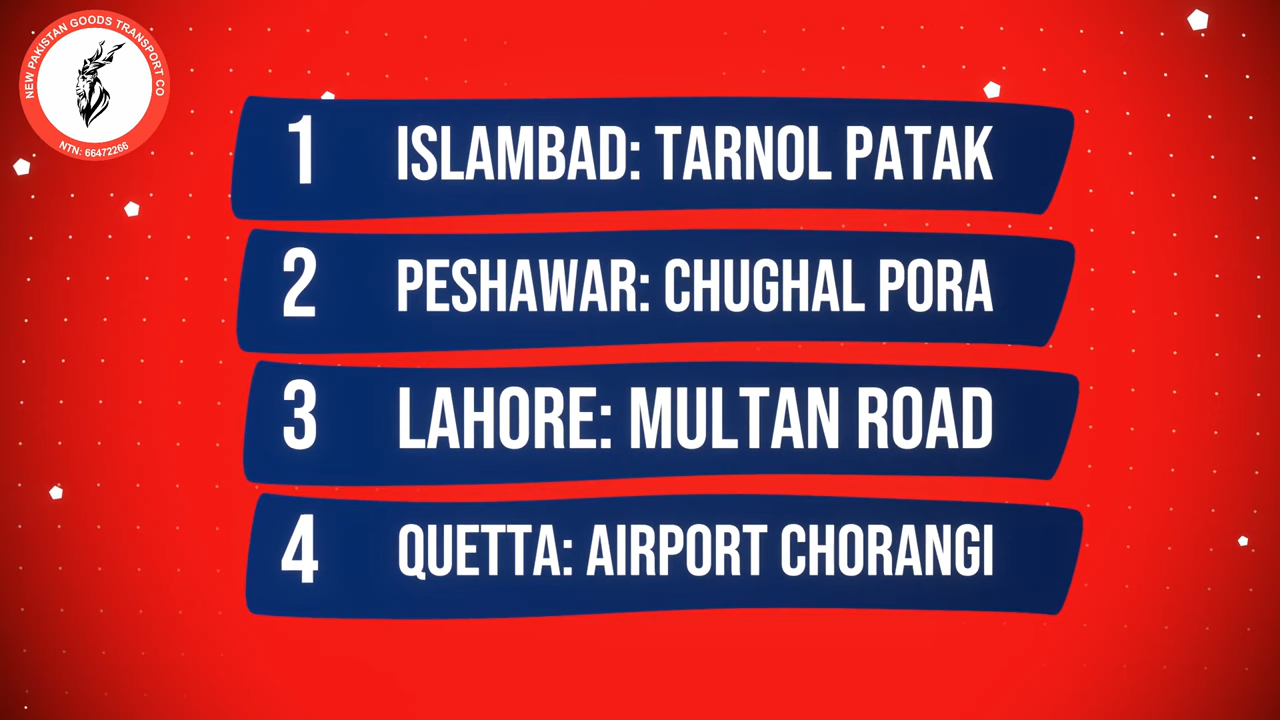 NEW PAKISTAN GOODS TRANSPORT CO
NTN: 66472266
1 ISLAMBAD: TARNOL PATAK
2 PESHAWAR: CHUGHAL PORA
3 LAHORE: MULTAN ROAD
4 QUETTA: AIRPORT CHORANGI